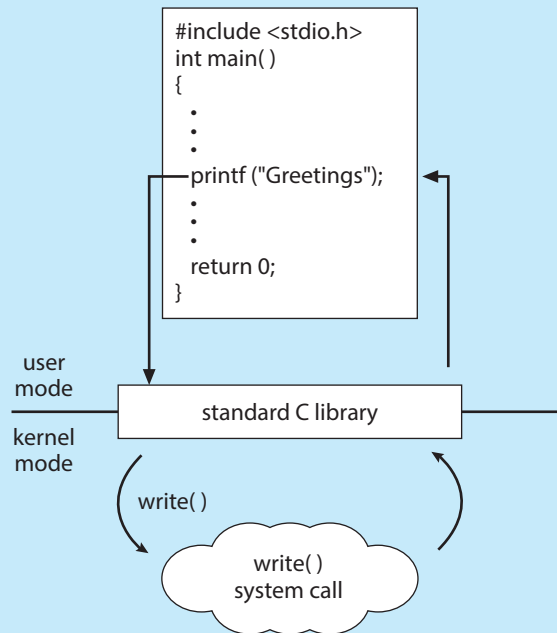 #include <stdio.h>
int main( )
{
•
•
•
printf ("Greetings");
•
•
•
return 0;
}
user
mode
standard C library
kernel
mode
write( )
write( )
system call